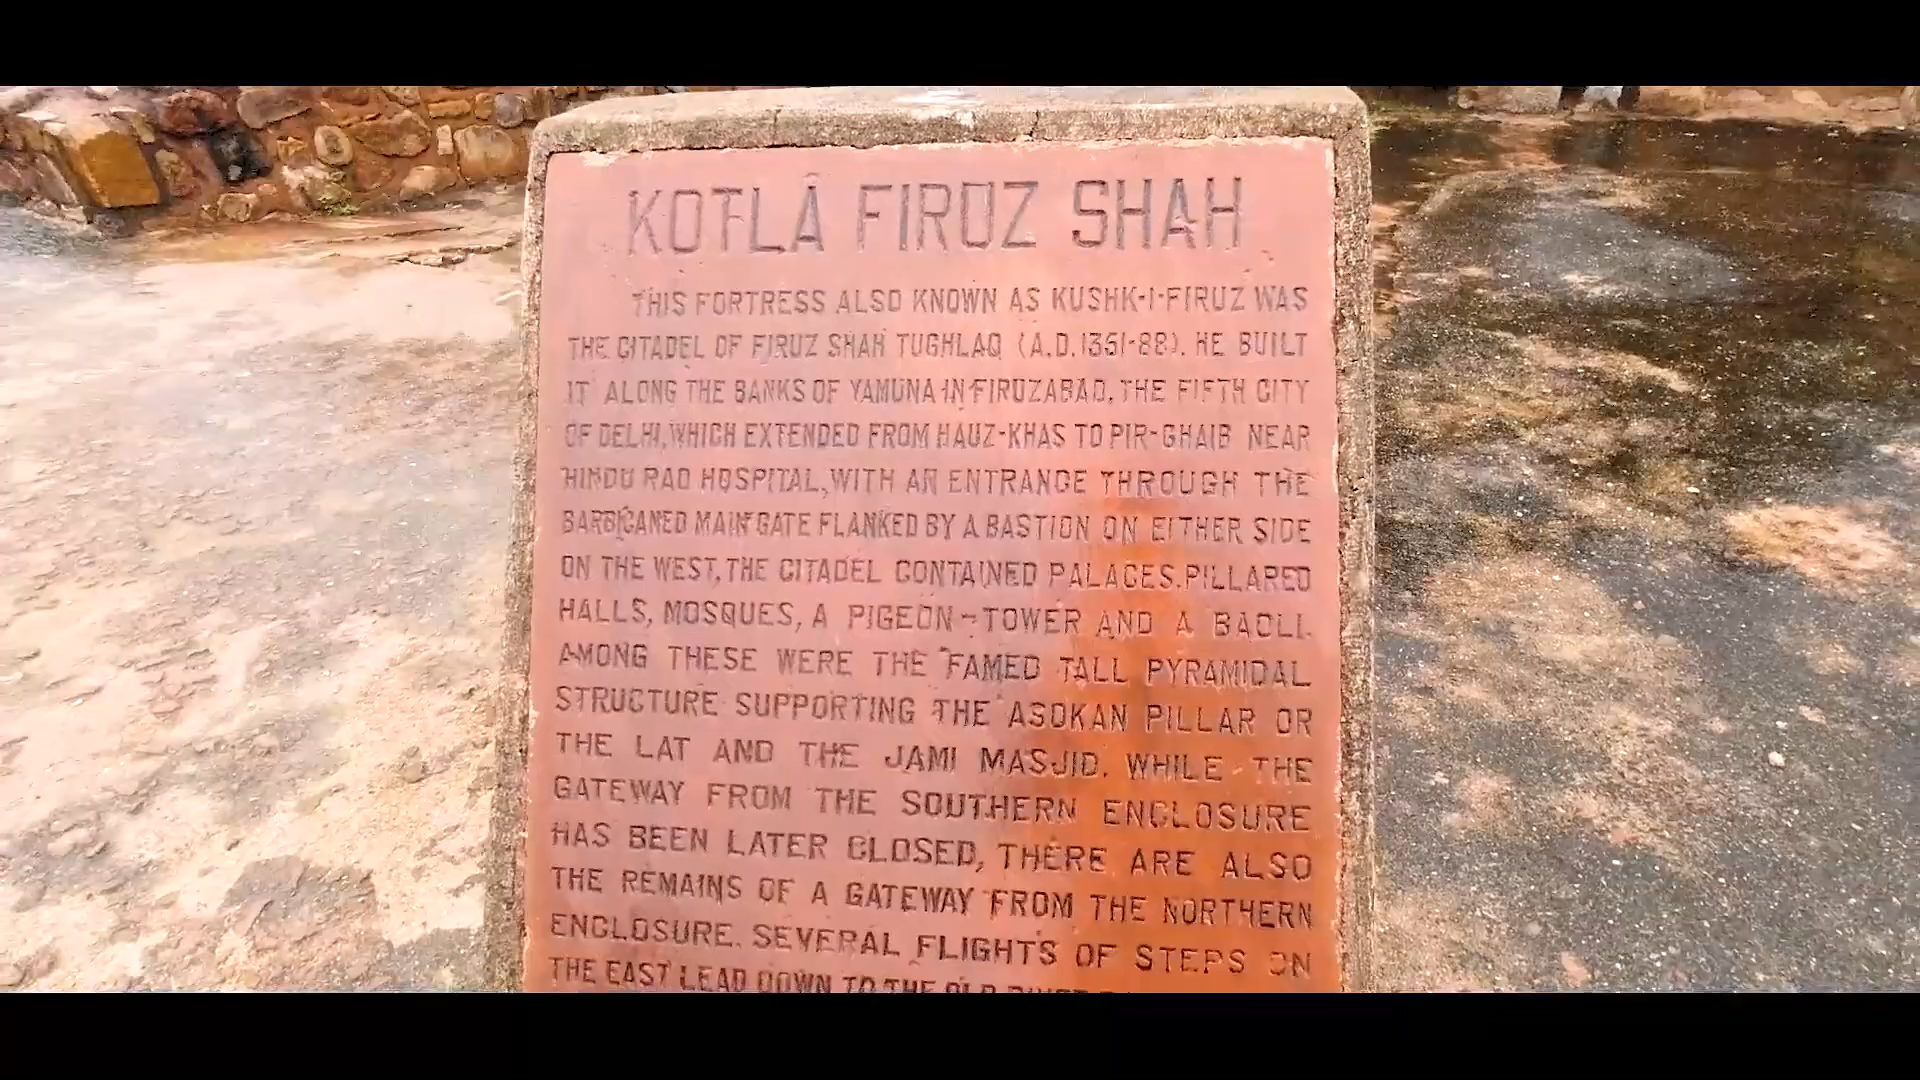 KOTLA FIROZ SHAH
THIS FORTRESS ALSO KNOWN AS KUSHK-I-FIRUZ WAS
THE CITADEL OF FIRUZ SHAH TUGHLAQ (A.D.1351-88). HE BUILT
IT ALONG THE BANKS OF YAMUNA IN FIRUZABAD, THE FIFTH CITY
OF DELHI, WHICH EXTENDED FROM HAUZ-KHAS TO PIR-GHAIB NEAR
HINDU RAO HOSPITAL, WITH AN ENTRANCE THROUGH THE
BARBICANED MAIN GATE FLANKED BY A BASTION ON EITHER SIDE
ON THE WEST, THE CITADEL CONTAINED PALACES, PILLARED
HALLS, MOSQUES, A PIGEON-TOWER AND A BAOLI.
AMONG THESE WERE THE FAMED TALL PYRAMIDAL
STRUCTURE SUPPORTING THE ASOKAN PILLAR OR
THE LAT AND THE JAMI MASJID. WHILE THE
GATEWAY FROM THE SOUTHERN ENCLOSURE
HAS BEEN LATER CLOSED, THERE ARE ALSO
THE REMAINS OF A GATEWAY FROM THE NORTHERN
ENCLOSURE. SEVERAL FLIGHTS OF STEPS ON
THE EAST LEAD DOWN TO THE OLD